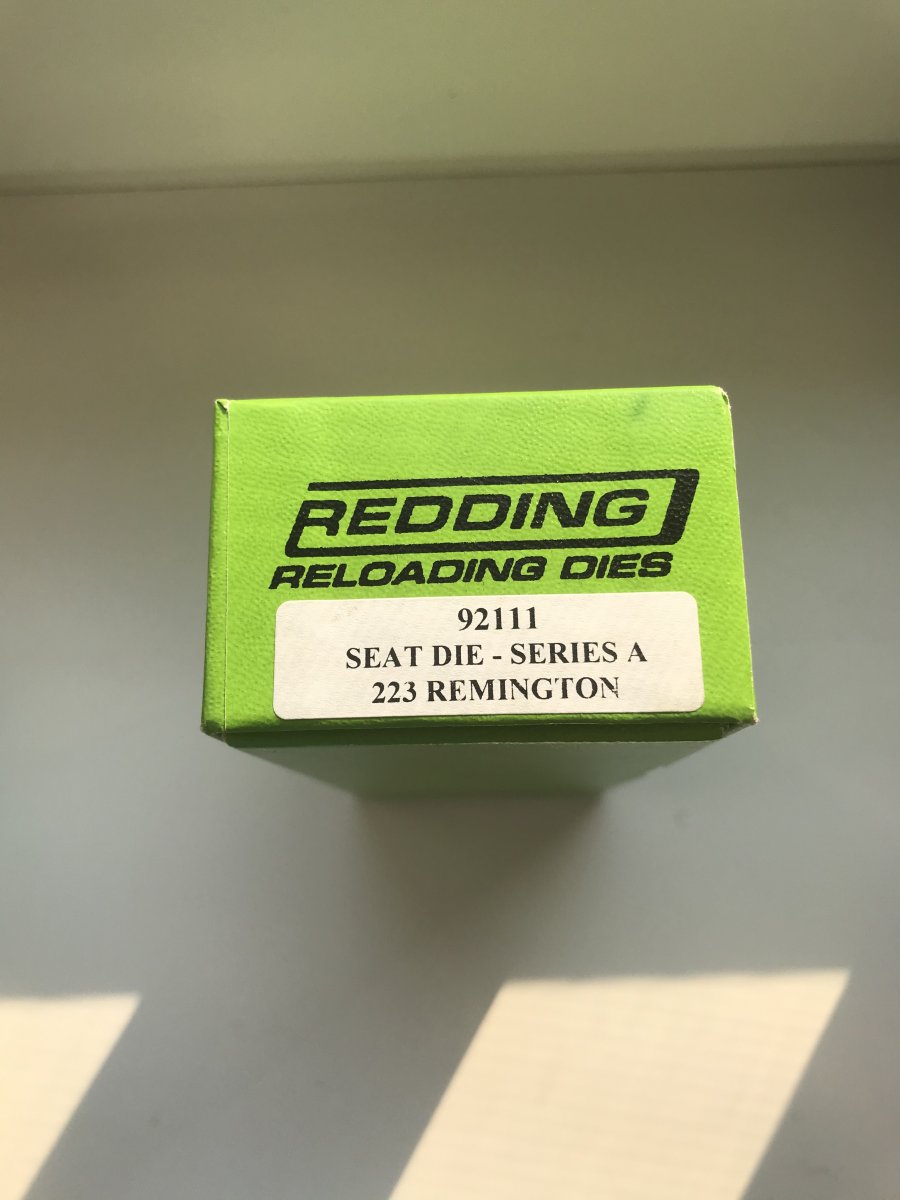 REDDING
RELOADING DIES
92111
SEAT DIE - SERIES A
223 REMINGTON